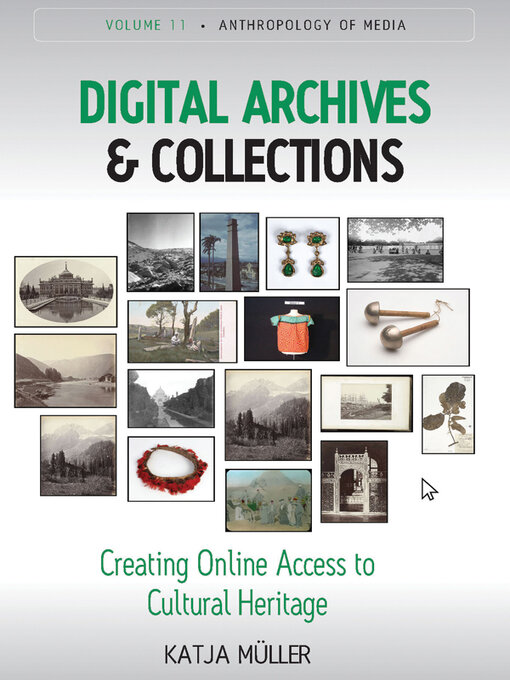 VOLUME 11 • ANTHROPOLOGY OF MEDIA
DIGITAL ARCHIVES
& COLLECTIONS
Creating Online Access to
Cultural Heritage
KATJA MÜLLER